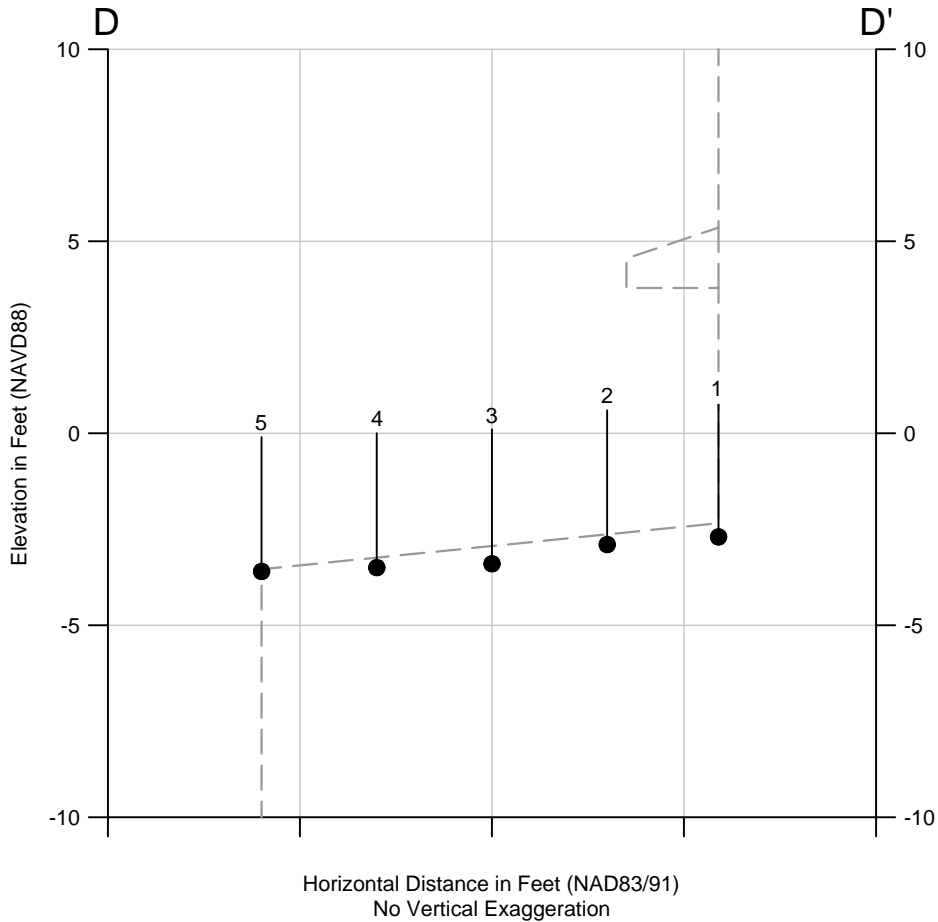 D D'
10 10
5 5
1
2
3
4
5
0 0
-5 -5
-10 -10
Elevation in Feet (NAVD88)
Horizontal Distance in Feet (NAD83/91)
No Vertical Exaggeration